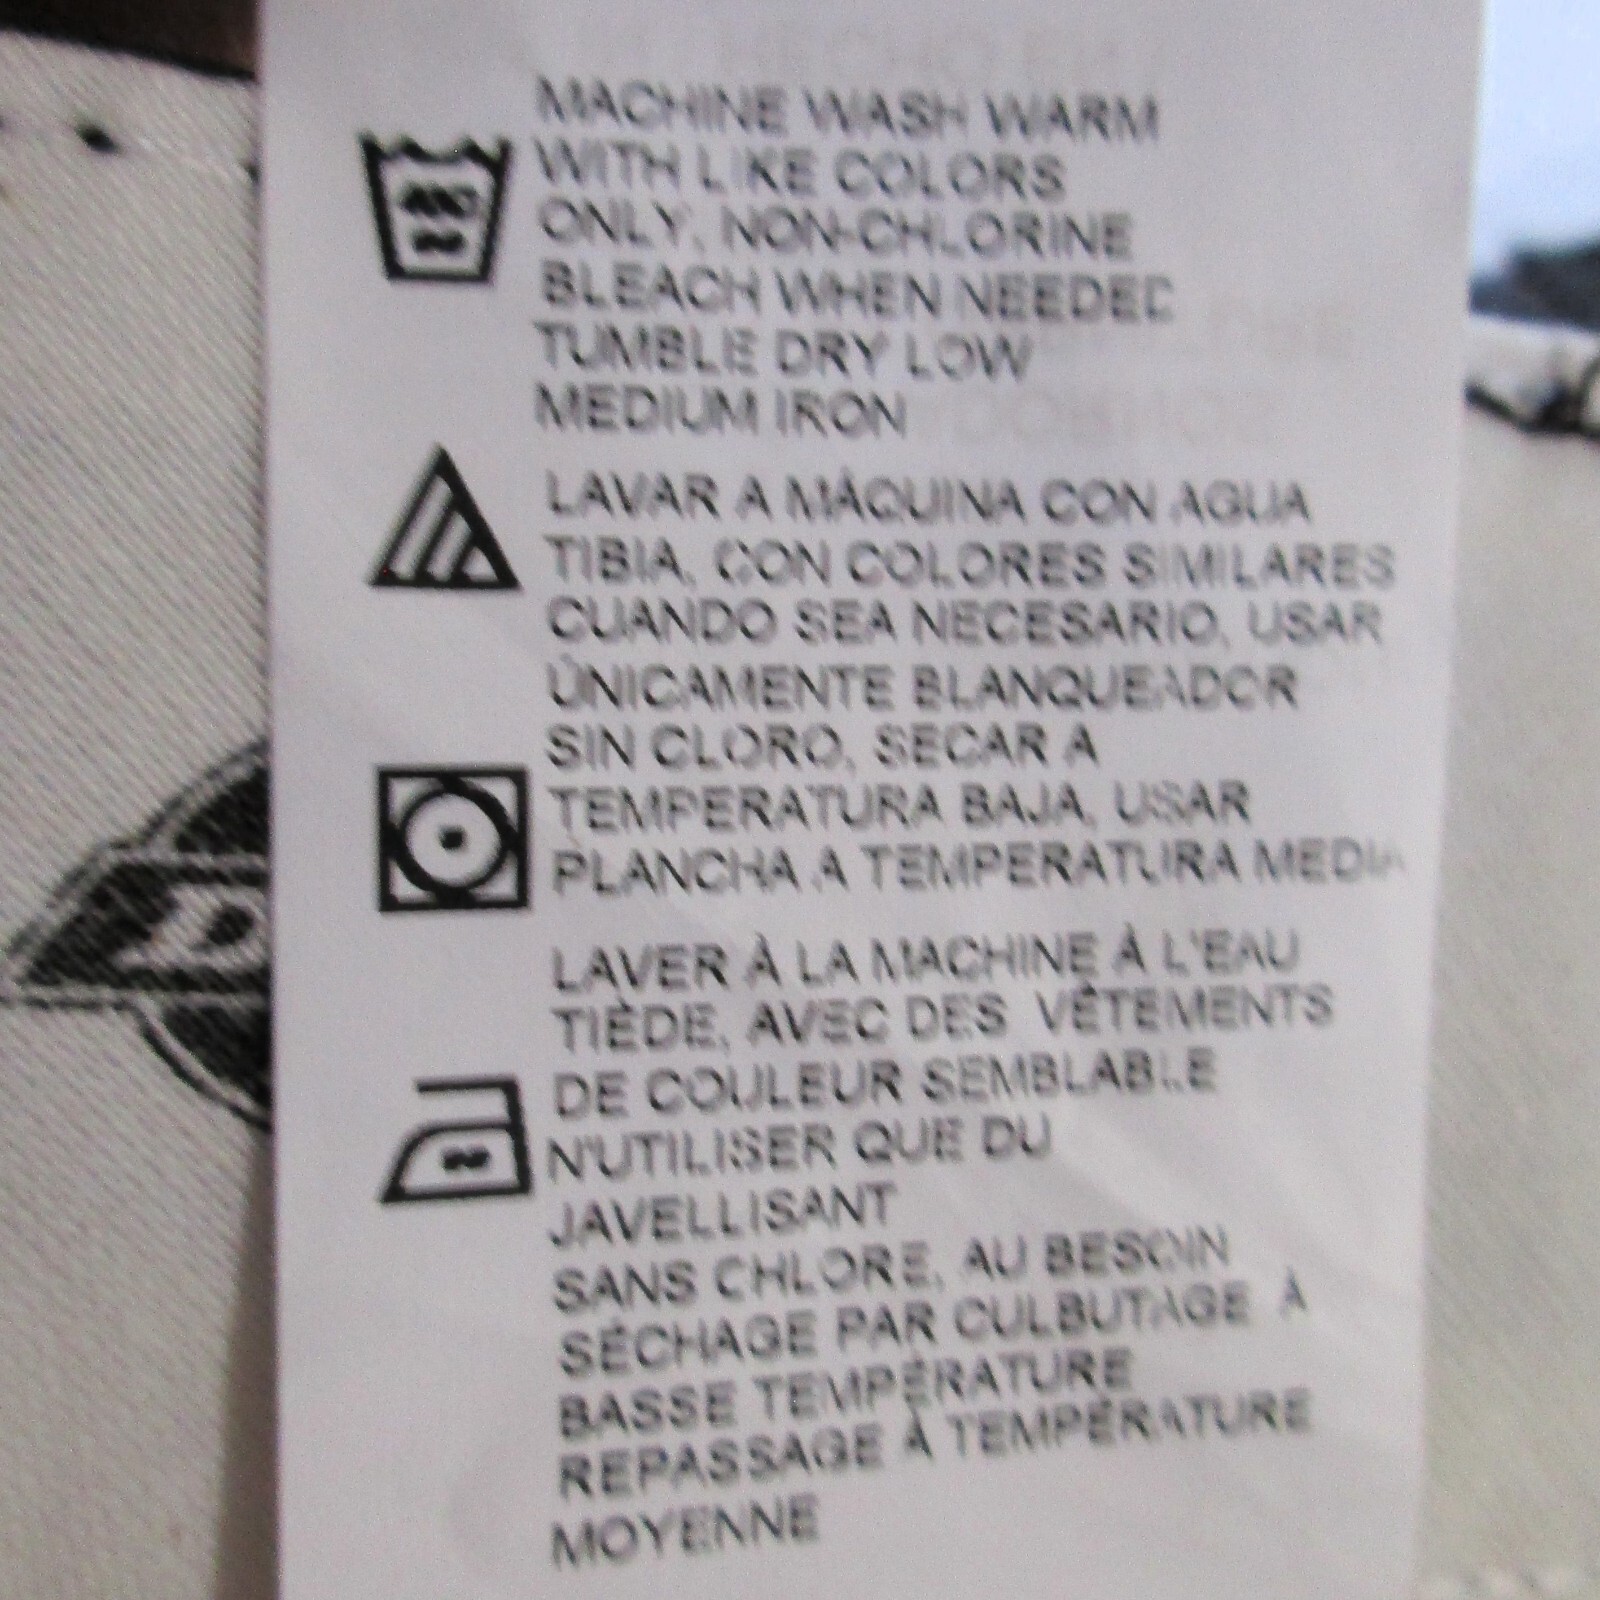 MACHINE WASH WARM
WITH LIKE COLORS
ONLY, NON-CHLORINE
BLEACH WHEN NEEDED
TUMBLE DRY LOW
MEDIUM IRON
LAVAR A MÁQUINA CON AGUA
TIBIA, CON COLORES SIMILARES
CUANDO SEA NECESARIO, USAR
ÚNICAMENTE BLANQUEADOR
SIN CLORO, SECAR A
TEMPERATURA BAJA, USAR
PLANCHA A TEMPERATURA MEDIA
LAVER À LA MACHINE À L'EAU
TIÈDE, AVEC DES VÊTEMENTS
DE COULEUR SEMBLABLE
N'UTILISER QUE DU
JAVELLISANT
SANS CHLORE, AU BESOIN
SÉCHAGE PAR CULBUTAGE À
BASSE TEMPÉRATURE
REPASSAGE À TEMPÉRATURE
MOYENNE